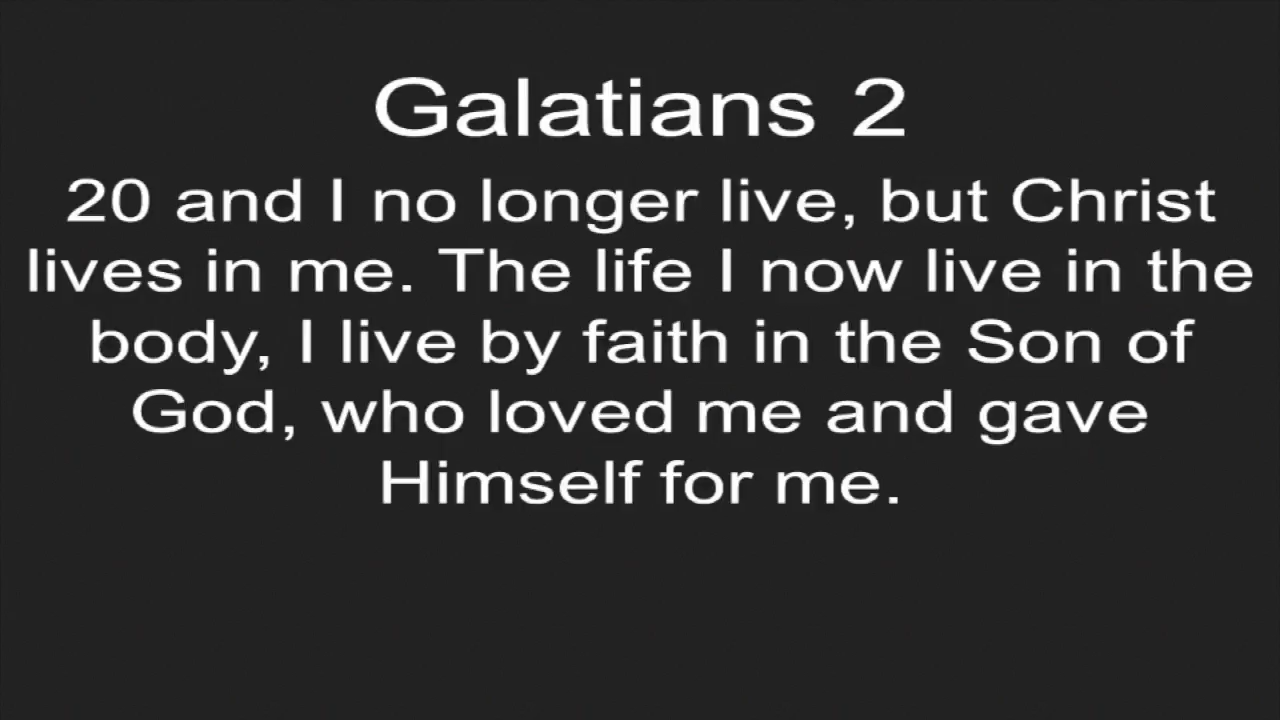 Galatians 2
20 and I no longer live, but Christ
lives in me. The life I now live in the
body, I live by faith in the Son of
God, who loved me and gave
Himself for me.